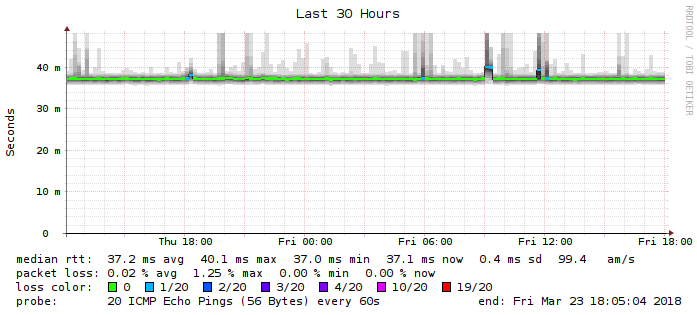 Last 30 Hours
RRDTOOL / TOBI OETIKER
Seconds
40 m
30 m
20 m
10 m
0
Thu 18:00 Fri 00:00 Fri 06:00 Fri 12:00 Fri 18:00
median rtt: 37.2 ms avg 40.1 ms max 37.0 ms min 37.1 ms now 0.4 ms sd 99.4 am/s
packet loss: 0.02 % avg 1.25 % max 0.00 % min 0.00 % now
loss color: 0 1/20 2/20 3/20 4/20 10/20 19/20
probe: 20 ICMP Echo Pings (56 Bytes) every 60s end: Fri Mar 23 18:05:04 2018